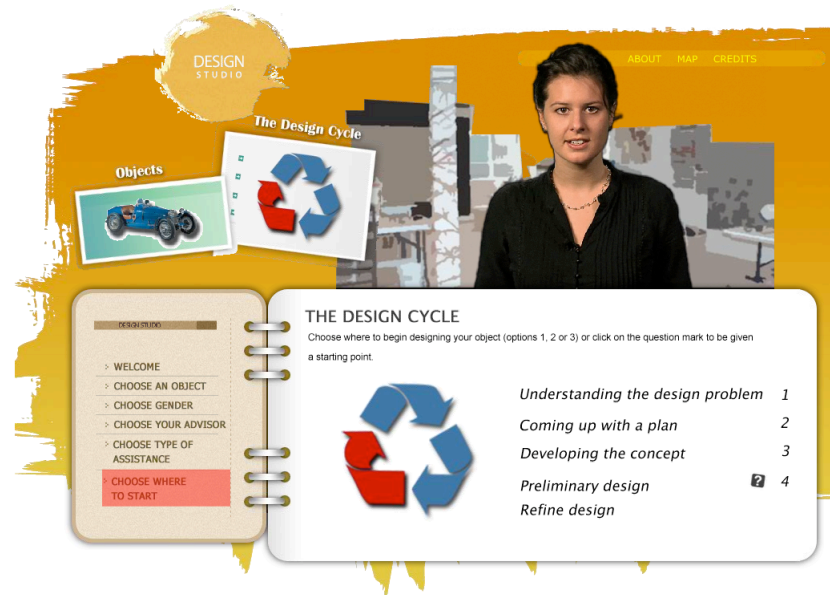 DESIGN
STUDIO
ABOUT MAP CREDITS
The Design Cycle
Objects
DESIGN STUDIO
> WELCOME
> CHOOSE AN OBJECT
> CHOOSE GENDER
> CHOOSE YOUR ADVISOR
> CHOOSE TYPE OF
ASSISTANCE
> CHOOSE WHERE
TO START
THE DESIGN CYCLE
Choose where to begin designing your object (options 1, 2 or 3) or click on the question mark to be given
a starting point.
Understanding the design problem 1
Coming up with a plan 2
Developing the concept 3
Preliminary design ? 4
Refine design